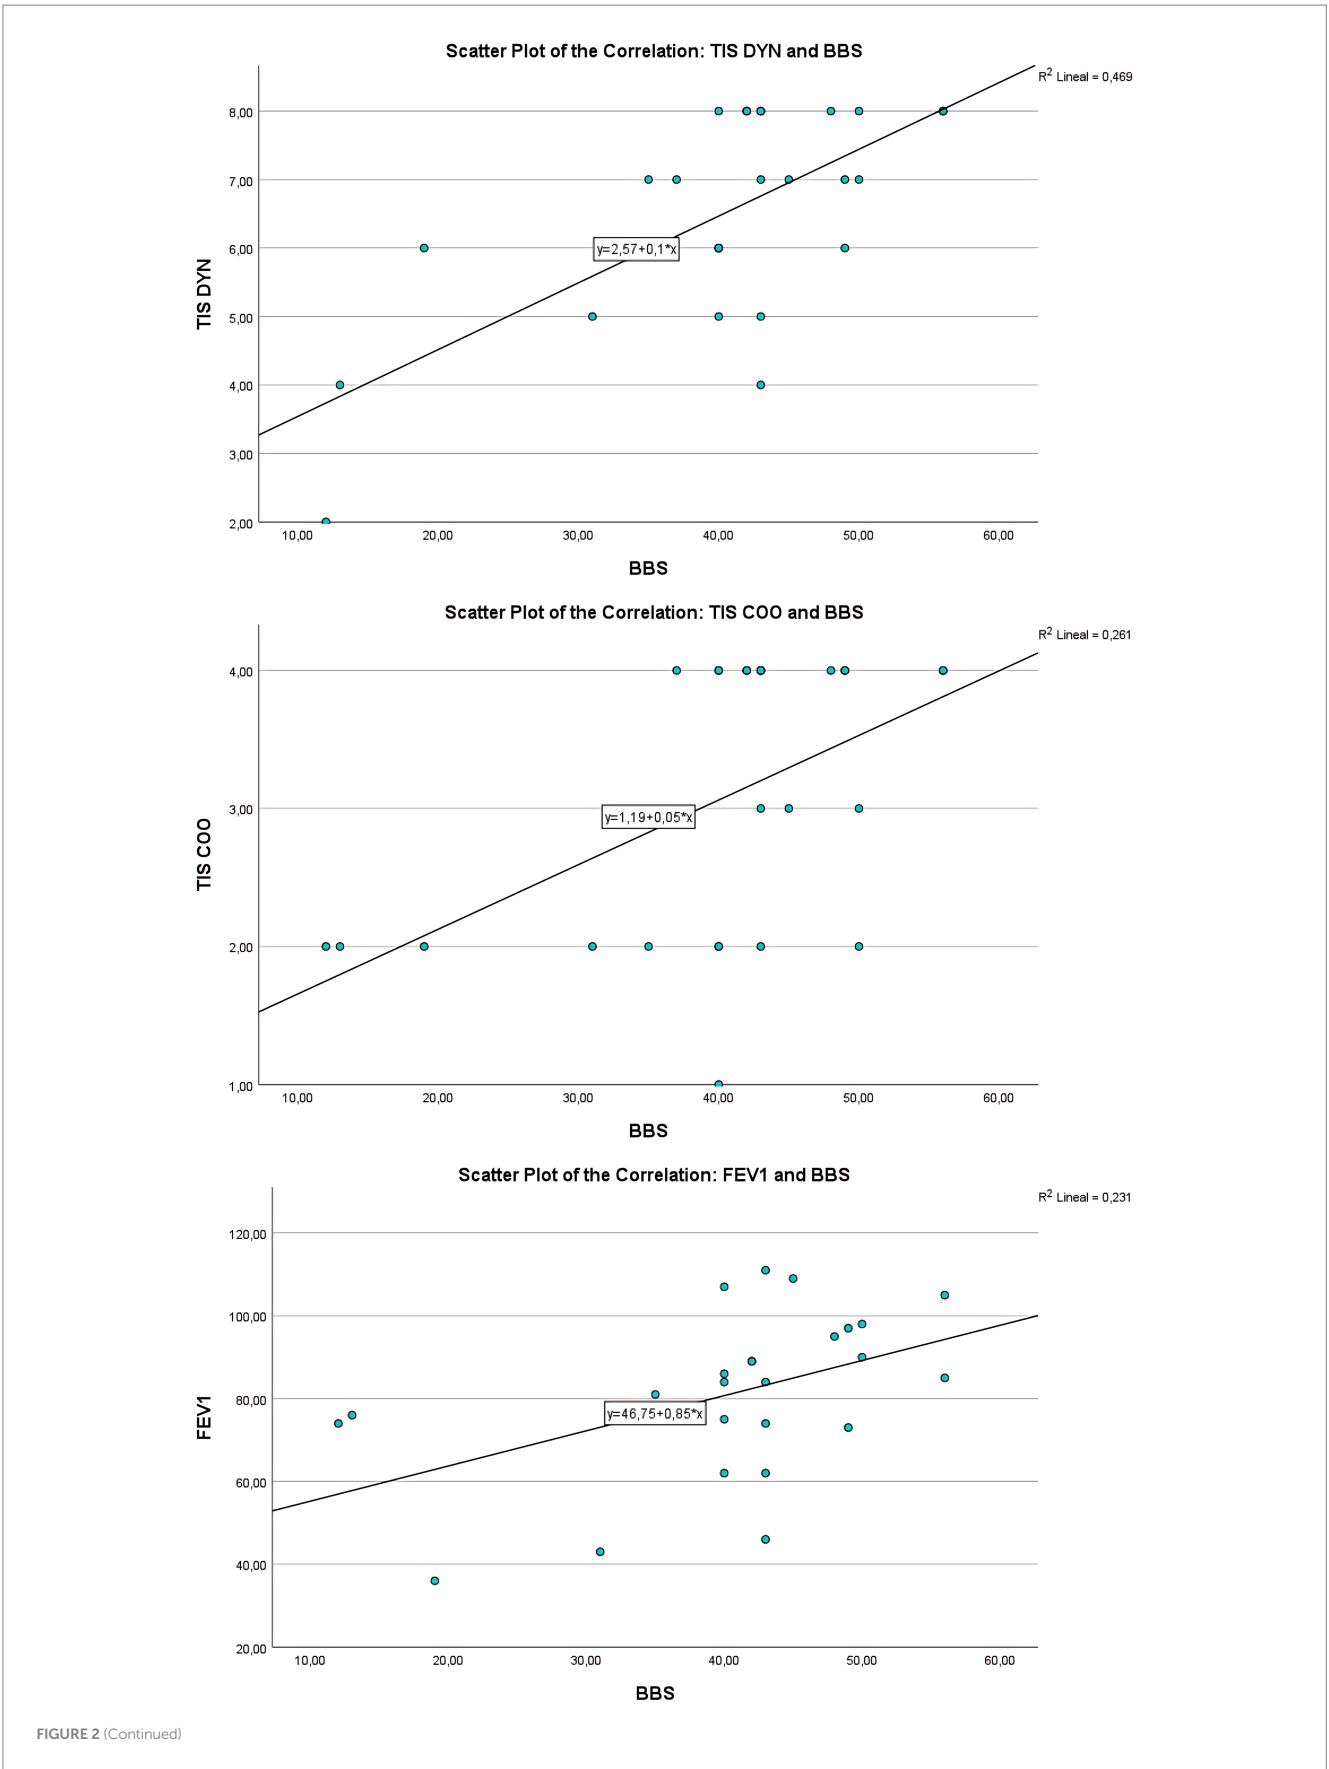 Scatter Plot of the Correlation: TIS DYN and BBS
R2 Lineal = 0,469
8,00
7,00
6,00
y=2,57+0,1*x
TIS DYN
5,00
4,00
3,00
2,00
10,00 20,00 30,00 40,00 50,00 60,00
BBS
Scatter Plot of the Correlation: TIS COO and BBS
R2 Lineal = 0,261
4,00
3,00
y=1,19+0,05*x
TIS COO
2,00
1,00
10,00 20,00 30,00 40,00 50,00 60,00
BBS
Scatter Plot of the Correlation: FEV1 and BBS
R2 Lineal = 0,231
120,00
100,00
80,00
y=46,75+0,85*x
FEV1
60,00
40,00
20,00
10,00 20,00 30,00 40,00 50,00 60,00
BBS
FIGURE 2 (Continued)